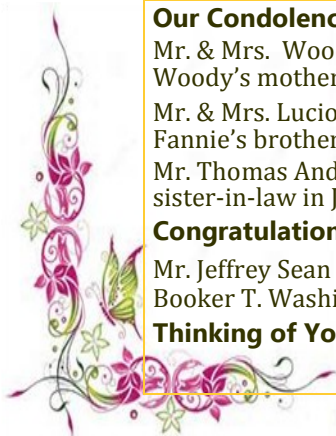 Our Condolenc
Mr. & Mrs. Woo
Woody's mother
Mr. & Mrs. Lucio
Fannie's brother
Mr. Thomas And
sister-in-law in J
Congratulation
Mr. Jeffrey Sean
Booker T. Washi
Thinking of Yo